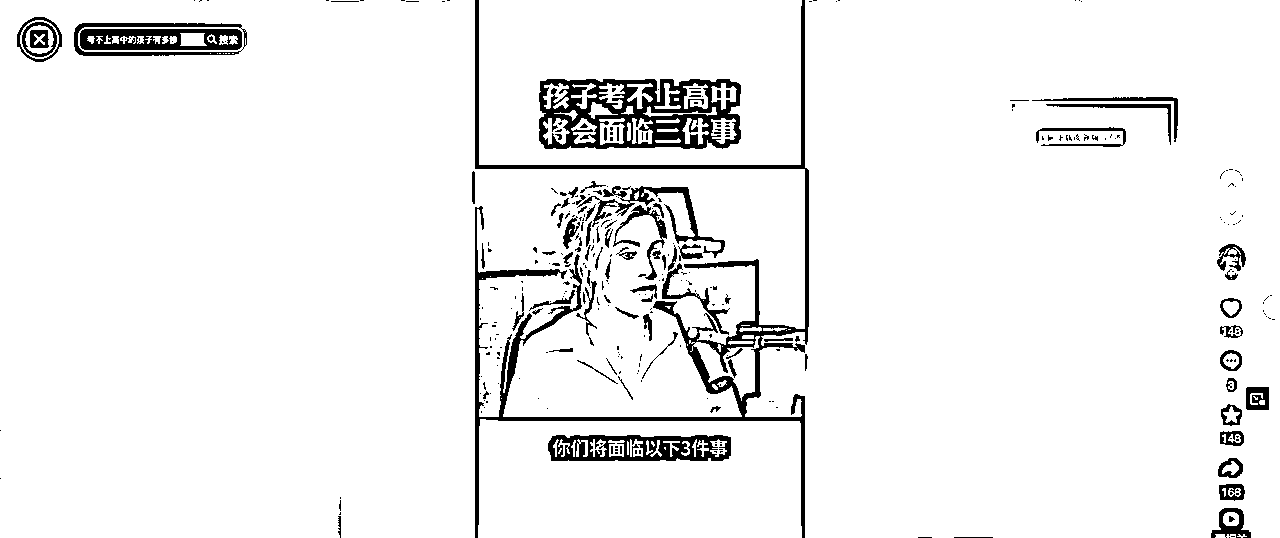 考不上高中的孩子有多惨
搜索
孩子考不上高中
将会面临三件事
你们将面临以下3件事
148
3
148
168